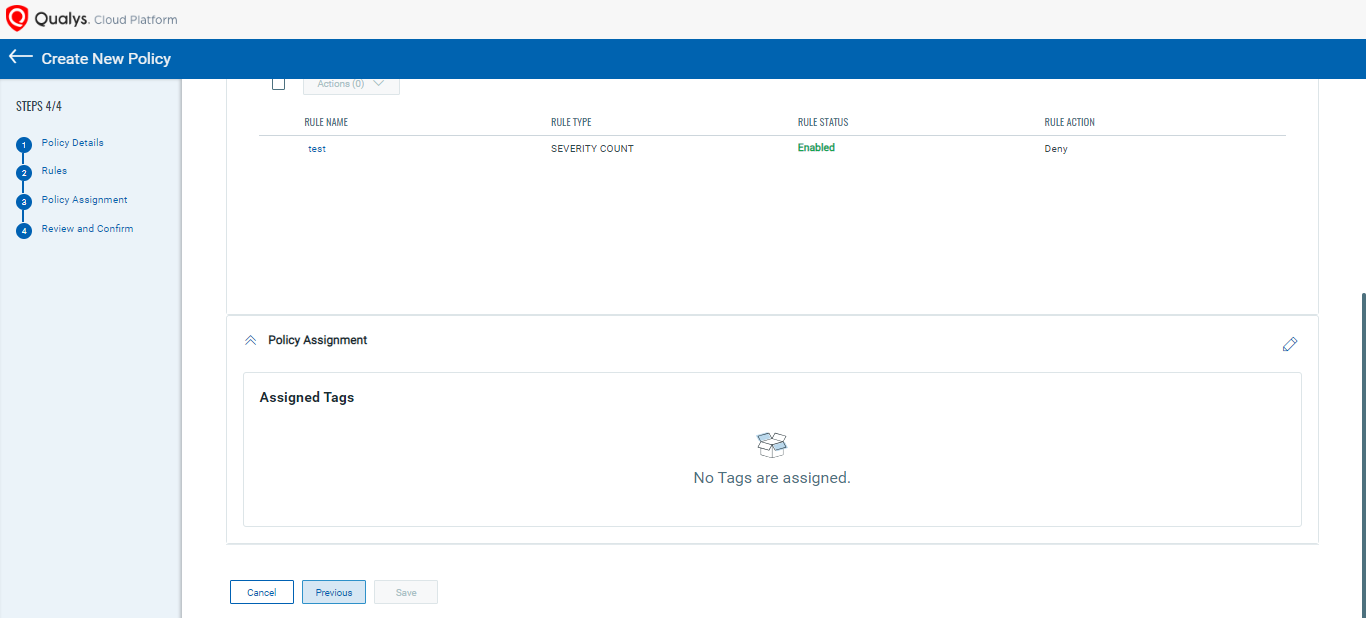 Qualys. Cloud Platform
Create New Policy
STEPS 4/4
1 Policy Details
2 Rules
3 Policy Assignment
4 Review and Confirm
Actions (0)
RULE NAME RULE TYPE RULE STATUS RULE ACTION
test SEVERITY COUNT Enabled Deny
Policy Assignment
Assigned Tags
No Tags are assigned.
Cancel Previous Save